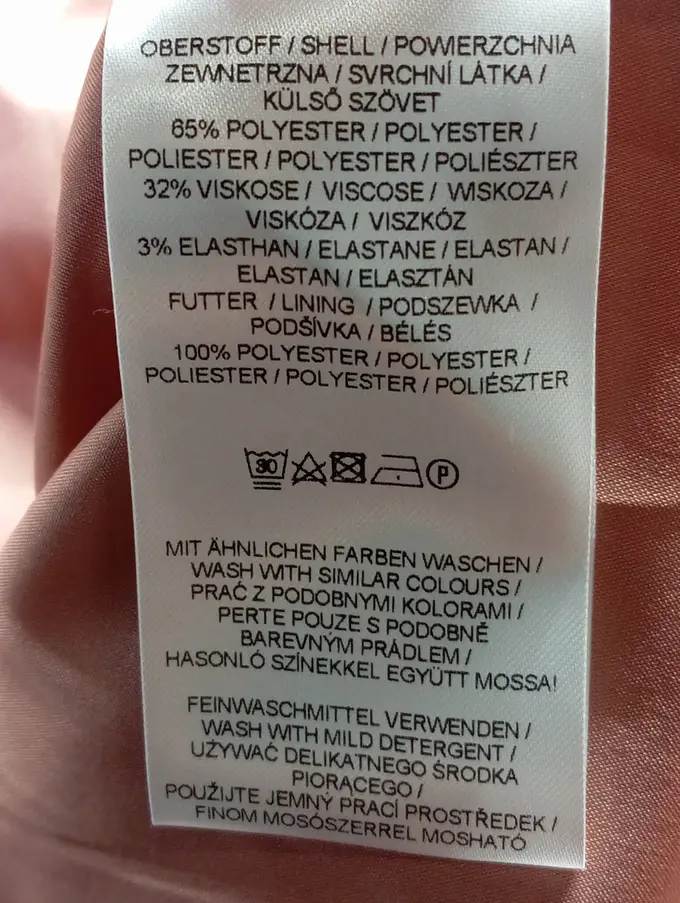 OBERSTOFF / SHELL / POWIERZCHNIA
ZEWNETRZNA / SVRCHNÍ LÁTKA /
KÜLSŐ SZÖVET
65% POLYESTER / POLYESTER /
POLIESTER / POLYESTER / POLIÉSZTER
32% VISKOSE / VISCOSE / WISKOZA /
VISKÓZA / VISZKÓZ
3% ELASTHAN / ELASTANE / ELASTAN /
ELASTAN / ELASZTÁN
FUTTER / LINING / PODSZEWKA /
PODŠÍVKA / BÉLÉS
100% POLYESTER / POLYESTER /
POLIESTER / POLYESTER / POLIÉSZTER
30 P
MIT ÄHNLICHEN FARBEN WASCHEN /
WASH WITH SIMILAR COLOURS /
PRAĆ Z PODOBNYMI KOLORAMI /
PERTE POUZE S PODOBNĚ
BAREVNÝM PRÁDLEM /
HASONLÓ SZÍNEKKEL EGYÜTT MOSSA!
FEINWASCHMITTEL VERWENDEN /
WASH WITH MILD DETERGENT /
UŻYWAĆ DELIKATNEGO ŚRODKA
PIORĄCEGO /
POUŽIJTE JEMNÝ PRACÍ PROSTŘEDEK /
FINOM MOSÓSZERREL MOSHATÓ